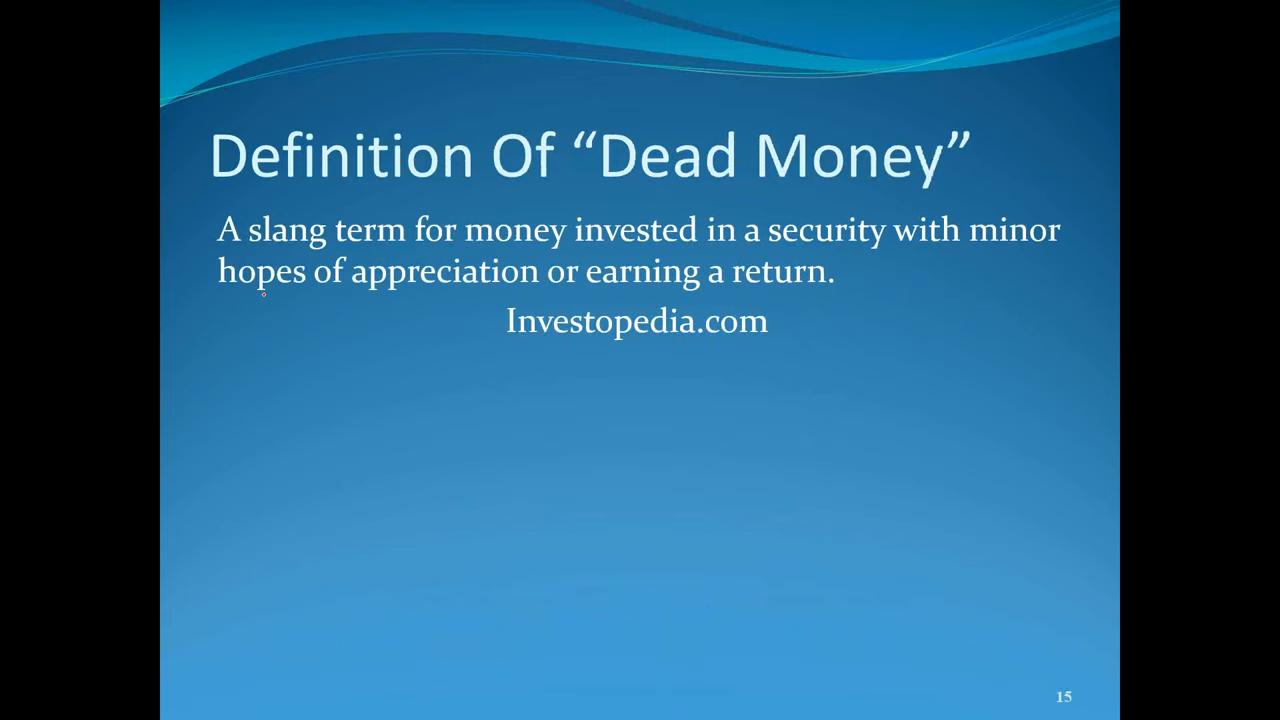 Definition Of “Dead Money”
A slang term for money invested in a security with minor
hopes of appreciation or earning a return.
Investopedia.com
15